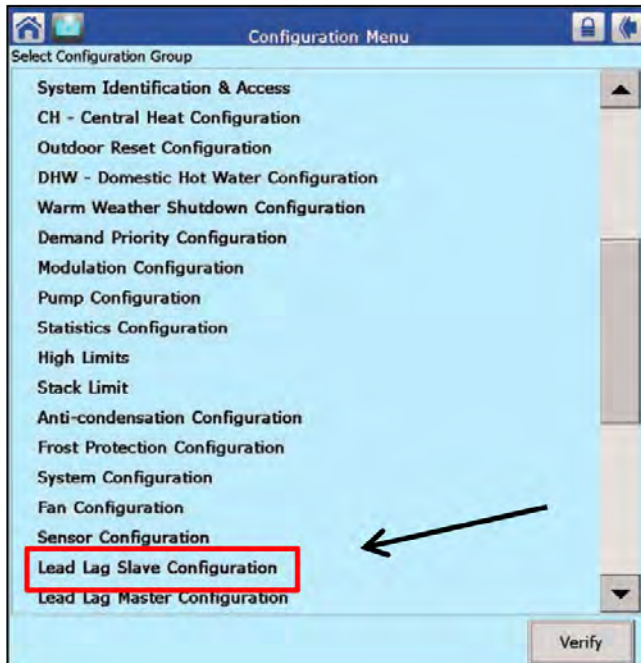 Configuration Menu
Select Configuration Group
System Identification & Access
CH - Central Heat Configuration
Outdoor Reset Configuration
DHW - Domestic Hot Water Configuration
Warm Weather Shutdown Configuration
Demand Priority Configuration
Modulation Configuration
Pump Configuration
Statistics Configuration
High Limits
Stack Limit
Anti-condensation Configuration
Frost Protection Configuration
System Configuration
Fan Configuration
Sensor Configuration
Lead Lag Slave Configuration
Lead Lag Master Configuration
Verify